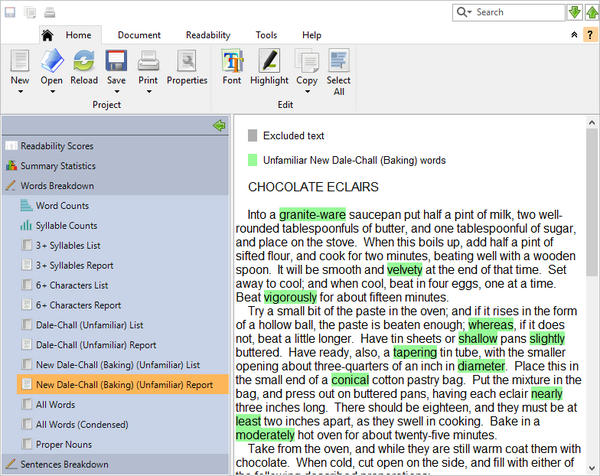 Search
Home Document Readability Tools Help
?
New Open Reload Save Print Properties Font Highlight Copy Select
All
Project Edit
Readability Scores
Summary Statistics
Words Breakdown
Word Counts
Syllable Counts
3+ Syllables List
3+ Syllables Report
6+ Characters List
6+ Characters Report
Dale-Chall (Unfamiliar) List
Dale-Chall (Unfamiliar) Report
New Dale-Chall (Baking) (Unfamiliar) List
New Dale-Chall (Baking) (Unfamiliar) Report
All Words
All Words (Condensed)
Proper Nouns
Sentences Breakdown
Excluded text
Unfamiliar New Dale-Chall (Baking) words
CHOCOLATE ECLAIRS
Into a granite-ware saucepan put half a pint of milk, two well-
rounded tablespoonfuls of butter, and one tablespoonful of sugar,
and place on the stove. When this boils up, add half a pint of
sifted flour, and cook for two minutes, beating well with a wooden
spoon. It will be smooth and velvety at the end of that time. Set
away to cool; and when cool, beat in four eggs, one at a time.
Beat vigorously for about fifteen minutes.
Try a small bit of the paste in the oven; and if it rises in the form
of a hollow ball, the paste is beaten enough; whereas, if it does
not, beat a little longer. Have tin sheets or shallow pans slightly
buttered. Have ready, also, a tapering tin tube, with the smaller
opening about three-quarters of an inch in diameter. Place this in
the small end of a conical cotton pastry bag. Put the mixture in the
bag, and press out on buttered pans, having each eclair nearly
three inches long. There should be eighteen, and they must be at
least two inches apart, as they swell in cooking. Bake in a
moderately hot oven for about twenty-five minutes.
Take from the oven, and while they are still warm coat them with
chocolate. When cold, cut open on the side, and fill with either of
the following described preparations: